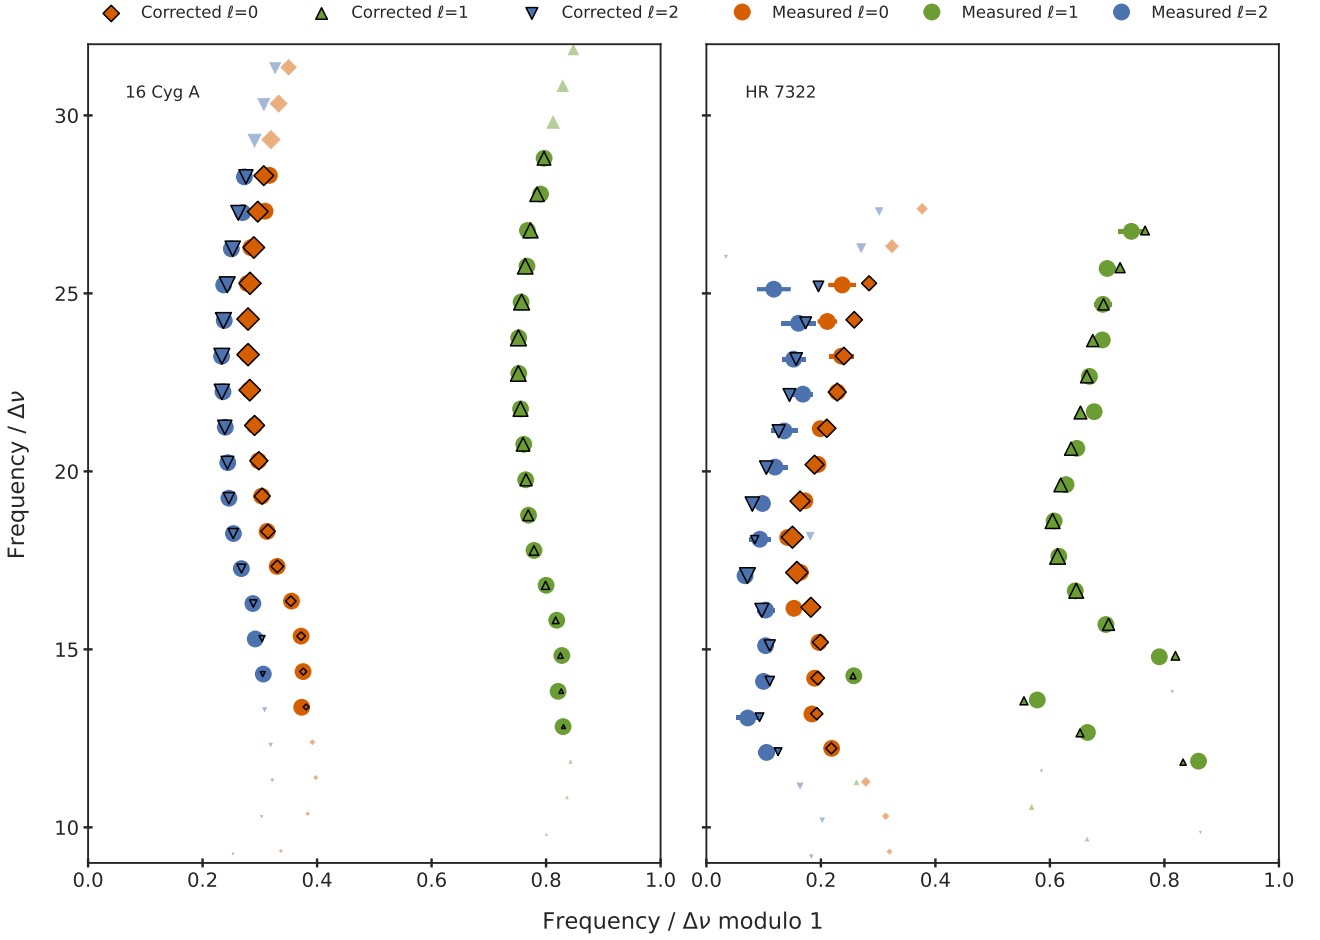 Corrected ℓ=0 Corrected ℓ=1 Corrected ℓ=2 Measured ℓ=0 Measured ℓ=1 Measured ℓ=2
16 Cyg A
HR 7322
30
25
20
15
10
Frequency / Δν
0.0 0.2 0.4 0.6 0.8 1.0
0.0 0.2 0.4 0.6 0.8 1.0
Frequency / Δν modulo 1